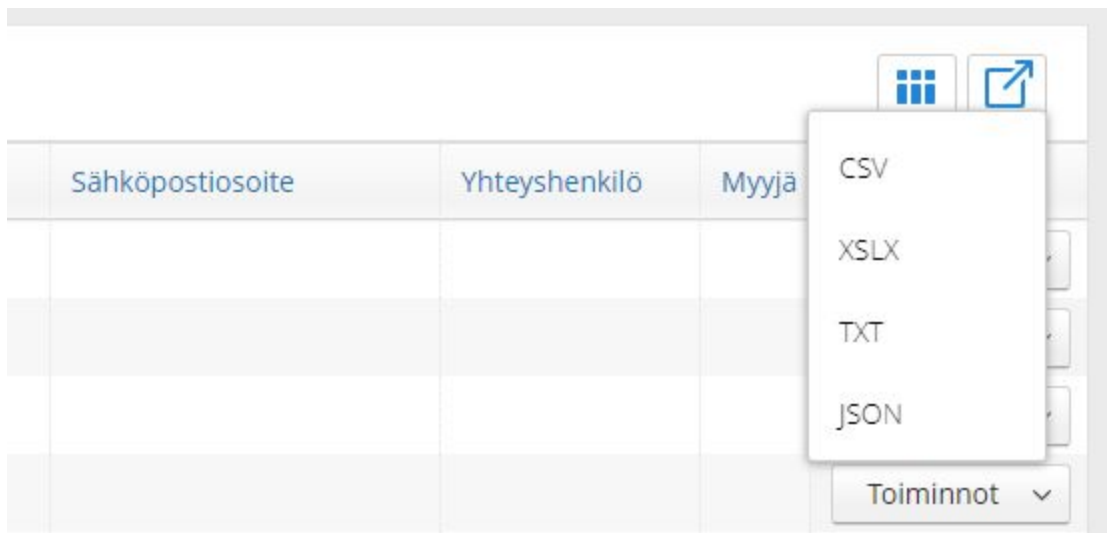 Sähköpostiosoite Yhteyshenkilö Myyjä
CSV
XSLX
TXT
JSON
Toiminnot